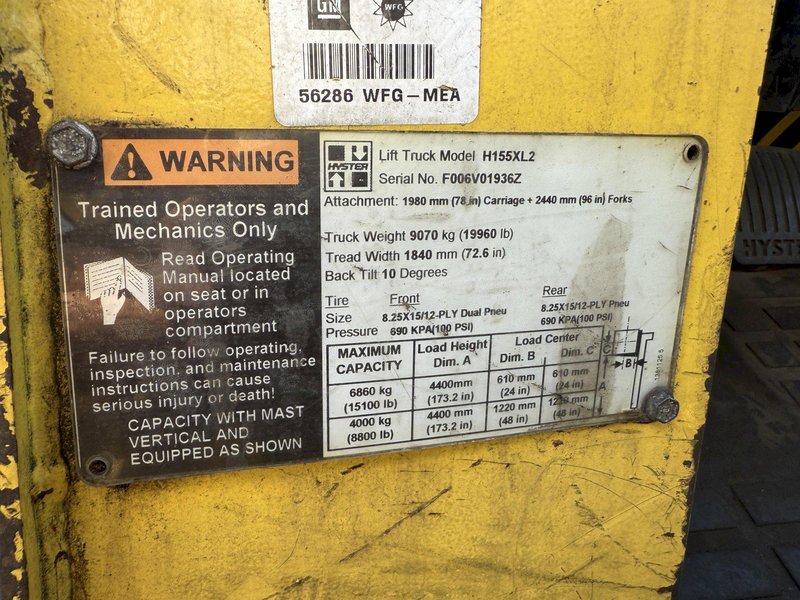 GM
WFG
56286 WFG-MEA
WARNING
Trained Operators and
Mechanics Only
Read Operating
Manual located
on seat or in
operators
compartment
Failure to follow operating,
inspection, and maintenance
instructions can cause
serious injury or death!
CAPACITY WITH MAST
VERTICAL AND
EQUIPPED AS SHOWN
HYSTER
Lift Truck Model H155XL2
Serial No. F006V01936Z
Attachment: 1980 mm (78 in) Carriage + 2440 mm (96 in) Forks
Truck Weight 9070 kg (19960 lb)
Tread Width 1840 mm (72.6 in)
Back Tilt 10 Degrees
Tire Front Rear
Size 8.25X15/12-PLY Dual Pneu 8.25X15/12-PLY Pneu
Pressure 690 KPA(100 PSI) 690 KPA(100 PSI)
MAXIMUM CAPACITY Load Height Dim. A Load Center Dim. B Dim. C
6860 kg (15100 lb) 4400mm (173.2 in) 610 mm (24 in) 610 mm (24 in)
4000 kg (8800 lb) 4400 mm (173.2 in) 1220 mm (48 in) 1220 mm (48 in)
C
B
A
HYSTER